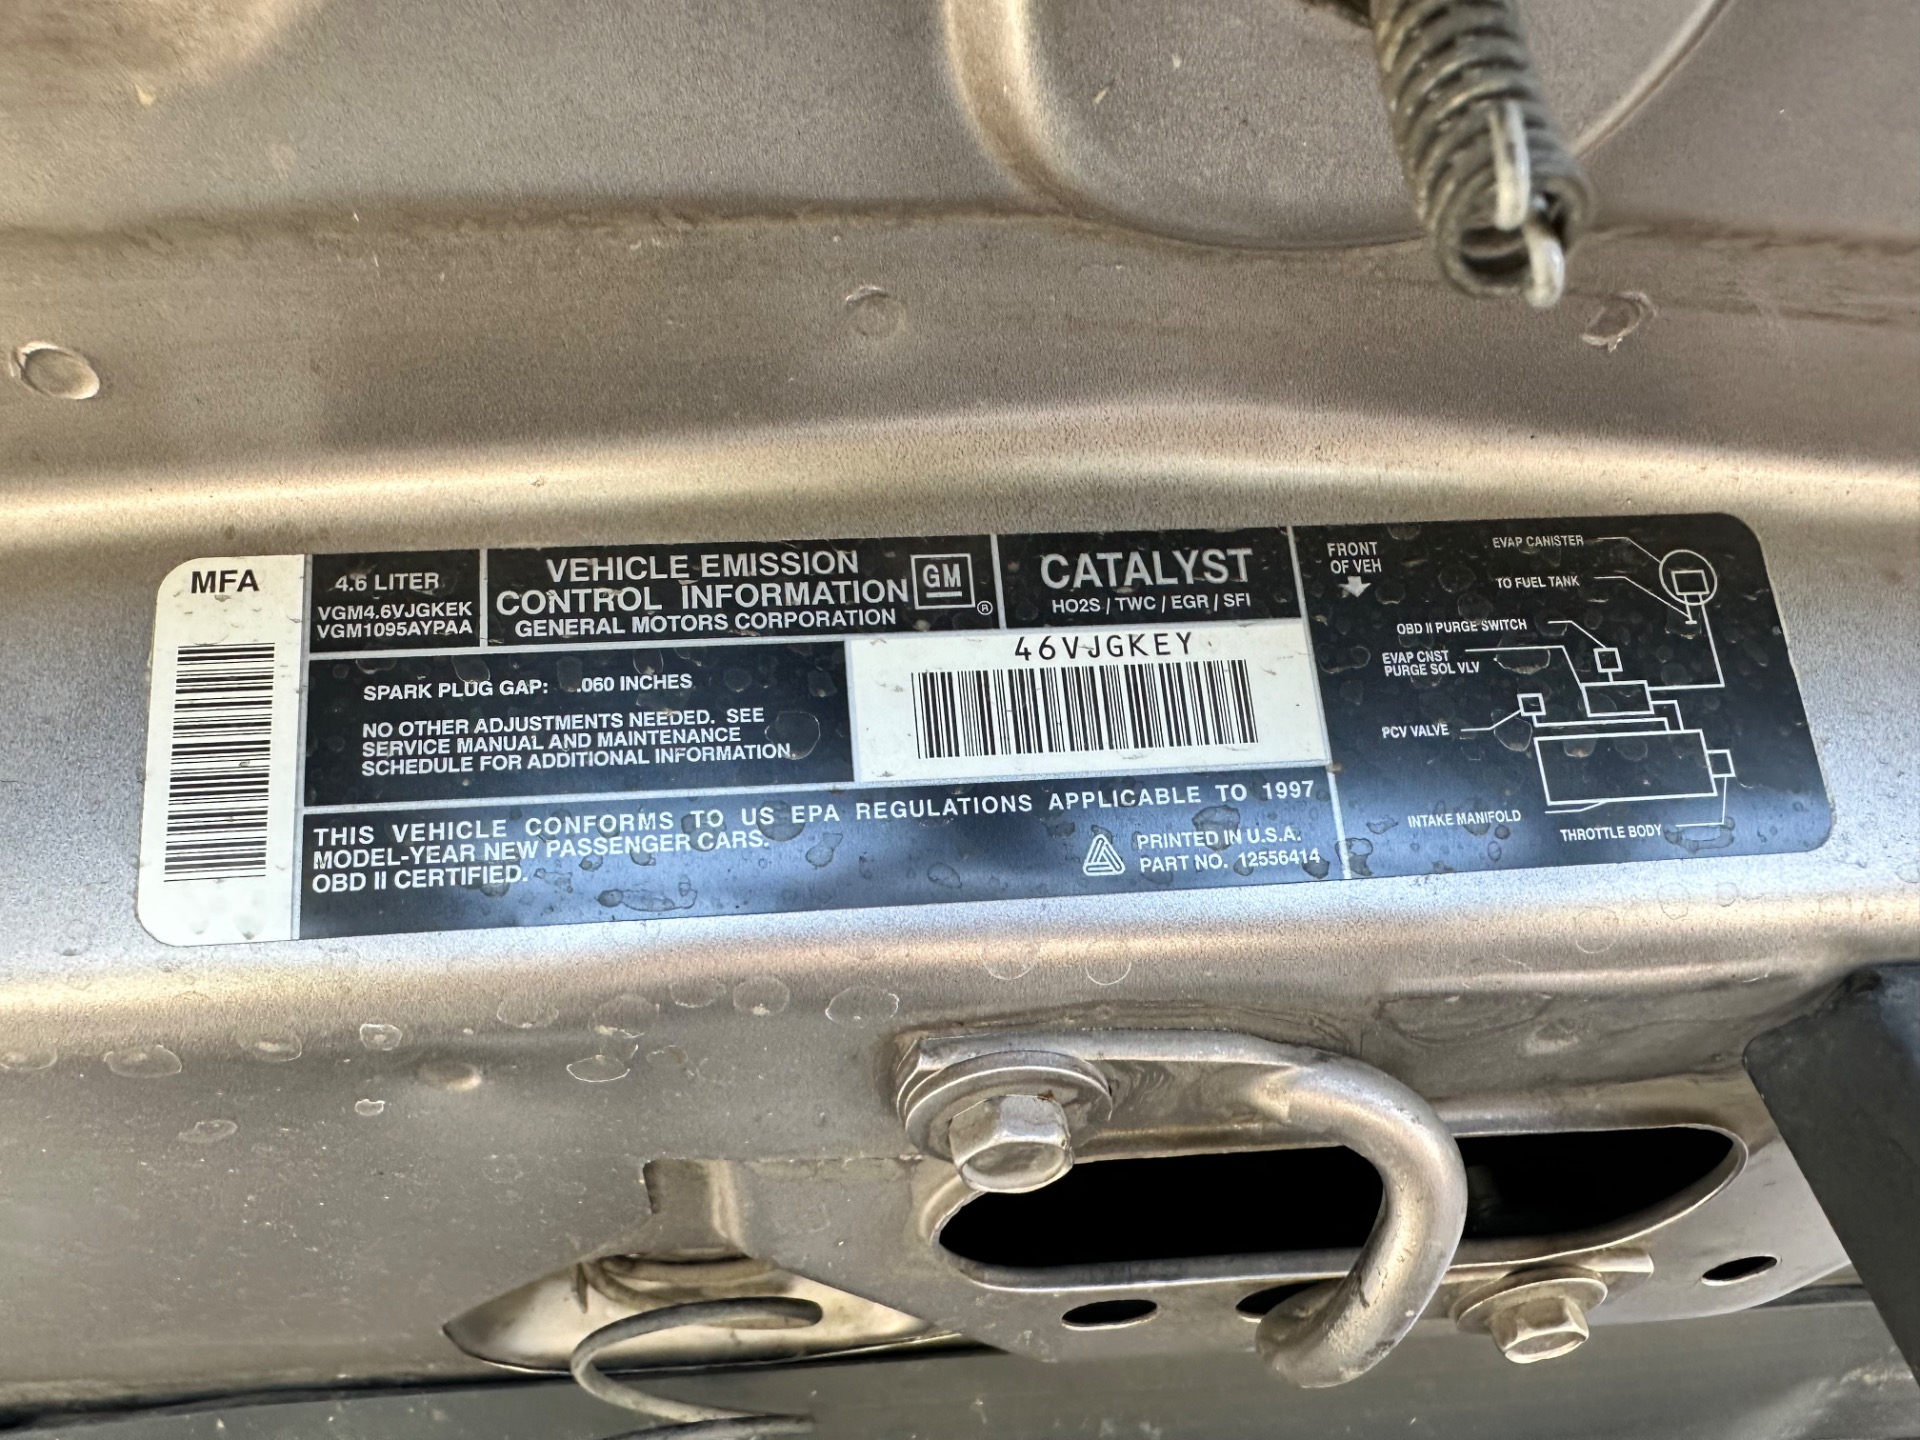 MFA
4.6 LITER
VGM4.6VJGKEK
VGM1095AYPAA
VEHICLE EMISSION
CONTROL INFORMATION
GENERAL MOTORS CORPORATION
GM
®
CATALYST
HO2S / TWC / EGR / SFI
SPARK PLUG GAP: .060 INCHES
NO OTHER ADJUSTMENTS NEEDED. SEE
SERVICE MANUAL AND MAINTENANCE
SCHEDULE FOR ADDITIONAL INFORMATION.
46VJGKEY
THIS VEHICLE CONFORMS TO US EPA REGULATIONS APPLICABLE TO 1997
MODEL-YEAR NEW PASSENGER CARS.
OBD II CERTIFIED.
PRINTED IN U.S.A.
PART NO. 12556414
FRONT
OF VEH
EVAP CANISTER
TO FUEL TANK
OBD II PURGE SWITCH
EVAP CNST
PURGE SOL VLV
PCV VALVE
INTAKE MANIFOLD
THROTTLE BODY